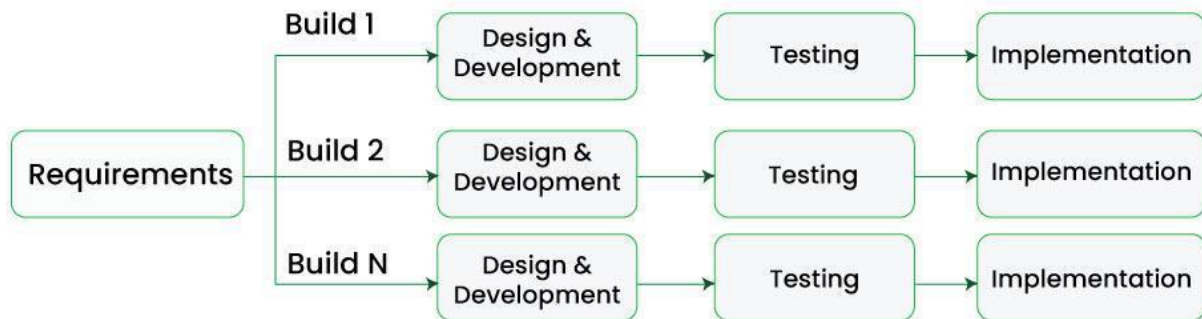 Build 1
Design &
Development
Testing
Implementation
Requirements
Build 2
Design &
Development
Testing
Implementation
Build N
Design &
Development
Testing
Implementation